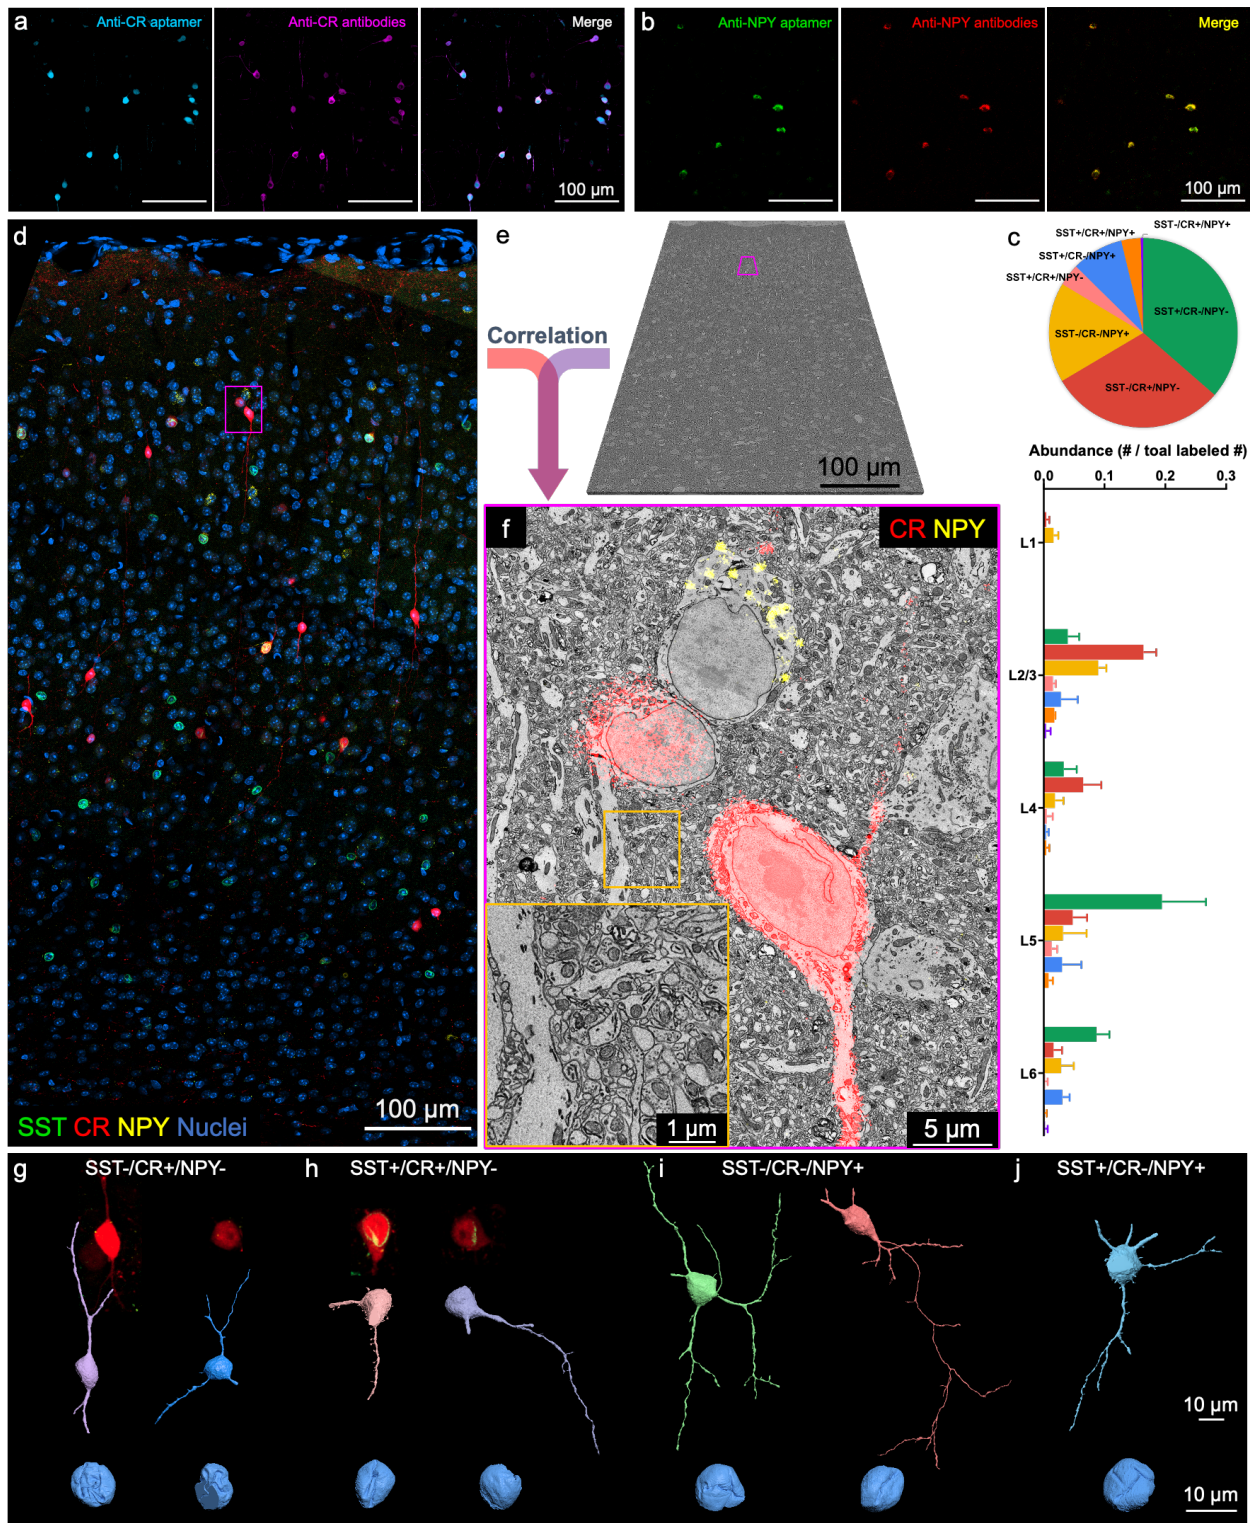 a Anti-CR aptamer Anti-CR antibodies Merge
100 µm
b Anti-NPY aptamer Anti-NPY antibodies Merge
100 µm
d
SST CR NPY Nuclei
100 µm
e
Correlation
100 µm
c
SST-/CR+/NPY+
SST+/CR+/NPY+
SST+/CR-/NPY+
SST+/CR+/NPY-
SST+/CR-/NPY-
SST-/CR-/NPY+
SST-/CR+/NPY-
Abundance (# / toal labeled #)
0.0 0.1 0.2 0.3
L1
L2/3
L4
L5
L6
f CR NPY
1 µm
5 µm
g SST-/CR+/NPY-
h SST+/CR+/NPY-
i SST-/CR-/NPY+
j SST+/CR-/NPY+
10 µm
10 µm